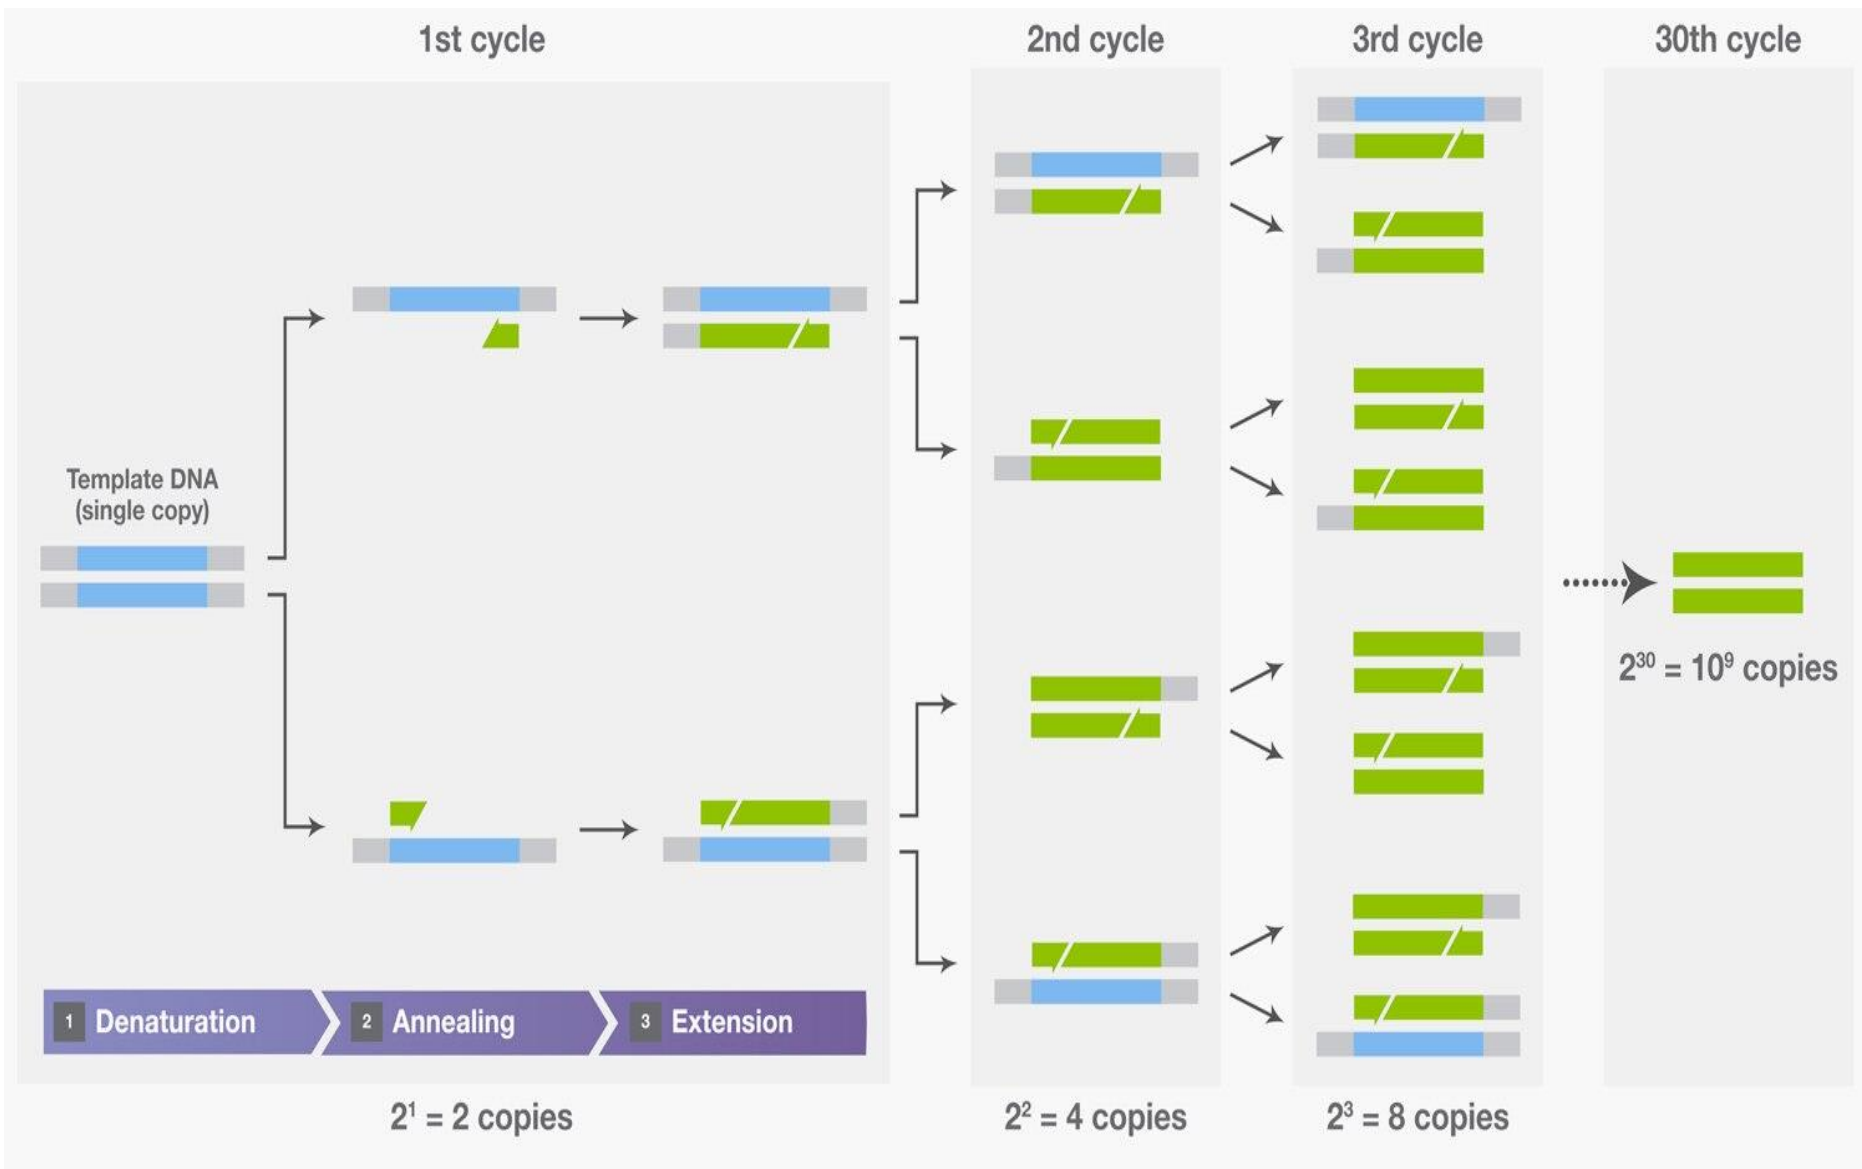 1st cycle
2nd cycle
3rd cycle
30th cycle
Template DNA
(single copy)
2³⁰ = 10⁹ copies
1 Denaturation
2 Annealing
3 Extension
2¹ = 2 copies
2² = 4 copies
2³ = 8 copies